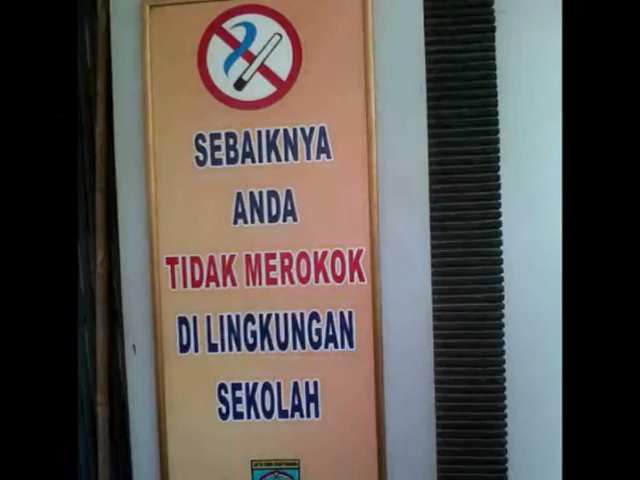 SEBAIKNYA
ANDA
TIDAK MEROKOK
DI LINGKUNGAN
SEKOLAH